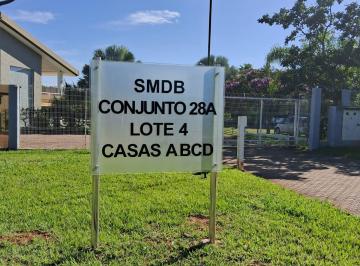 SMDB
CONJUNTO 28A
LOTE 4
CASAS A B C D